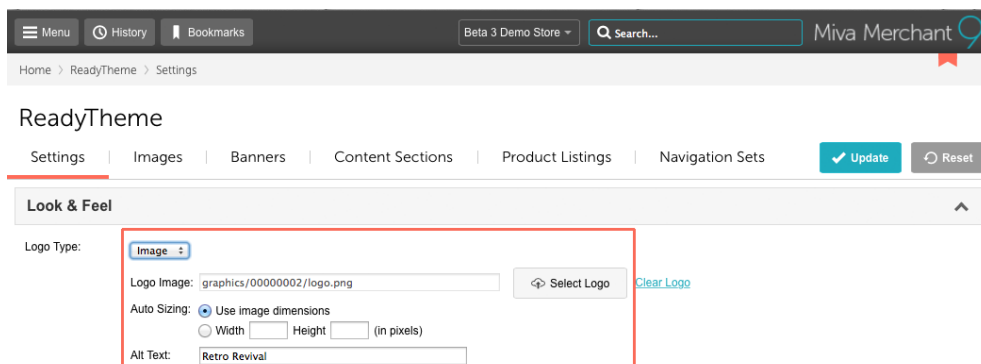 Menu History Bookmarks Beta 3 Demo Store Search... Miva Merchant 9
Home > ReadyTheme > Settings
ReadyTheme
Settings Images Banners Content Sections Product Listings Navigation Sets Update Reset
Look & Feel
Logo Type: Image
Logo Image: graphics/00000002/logo.png Select Logo Clear Logo
Auto Sizing: Use image dimensions
Width Height (in pixels)
Alt Text: Retro Revival